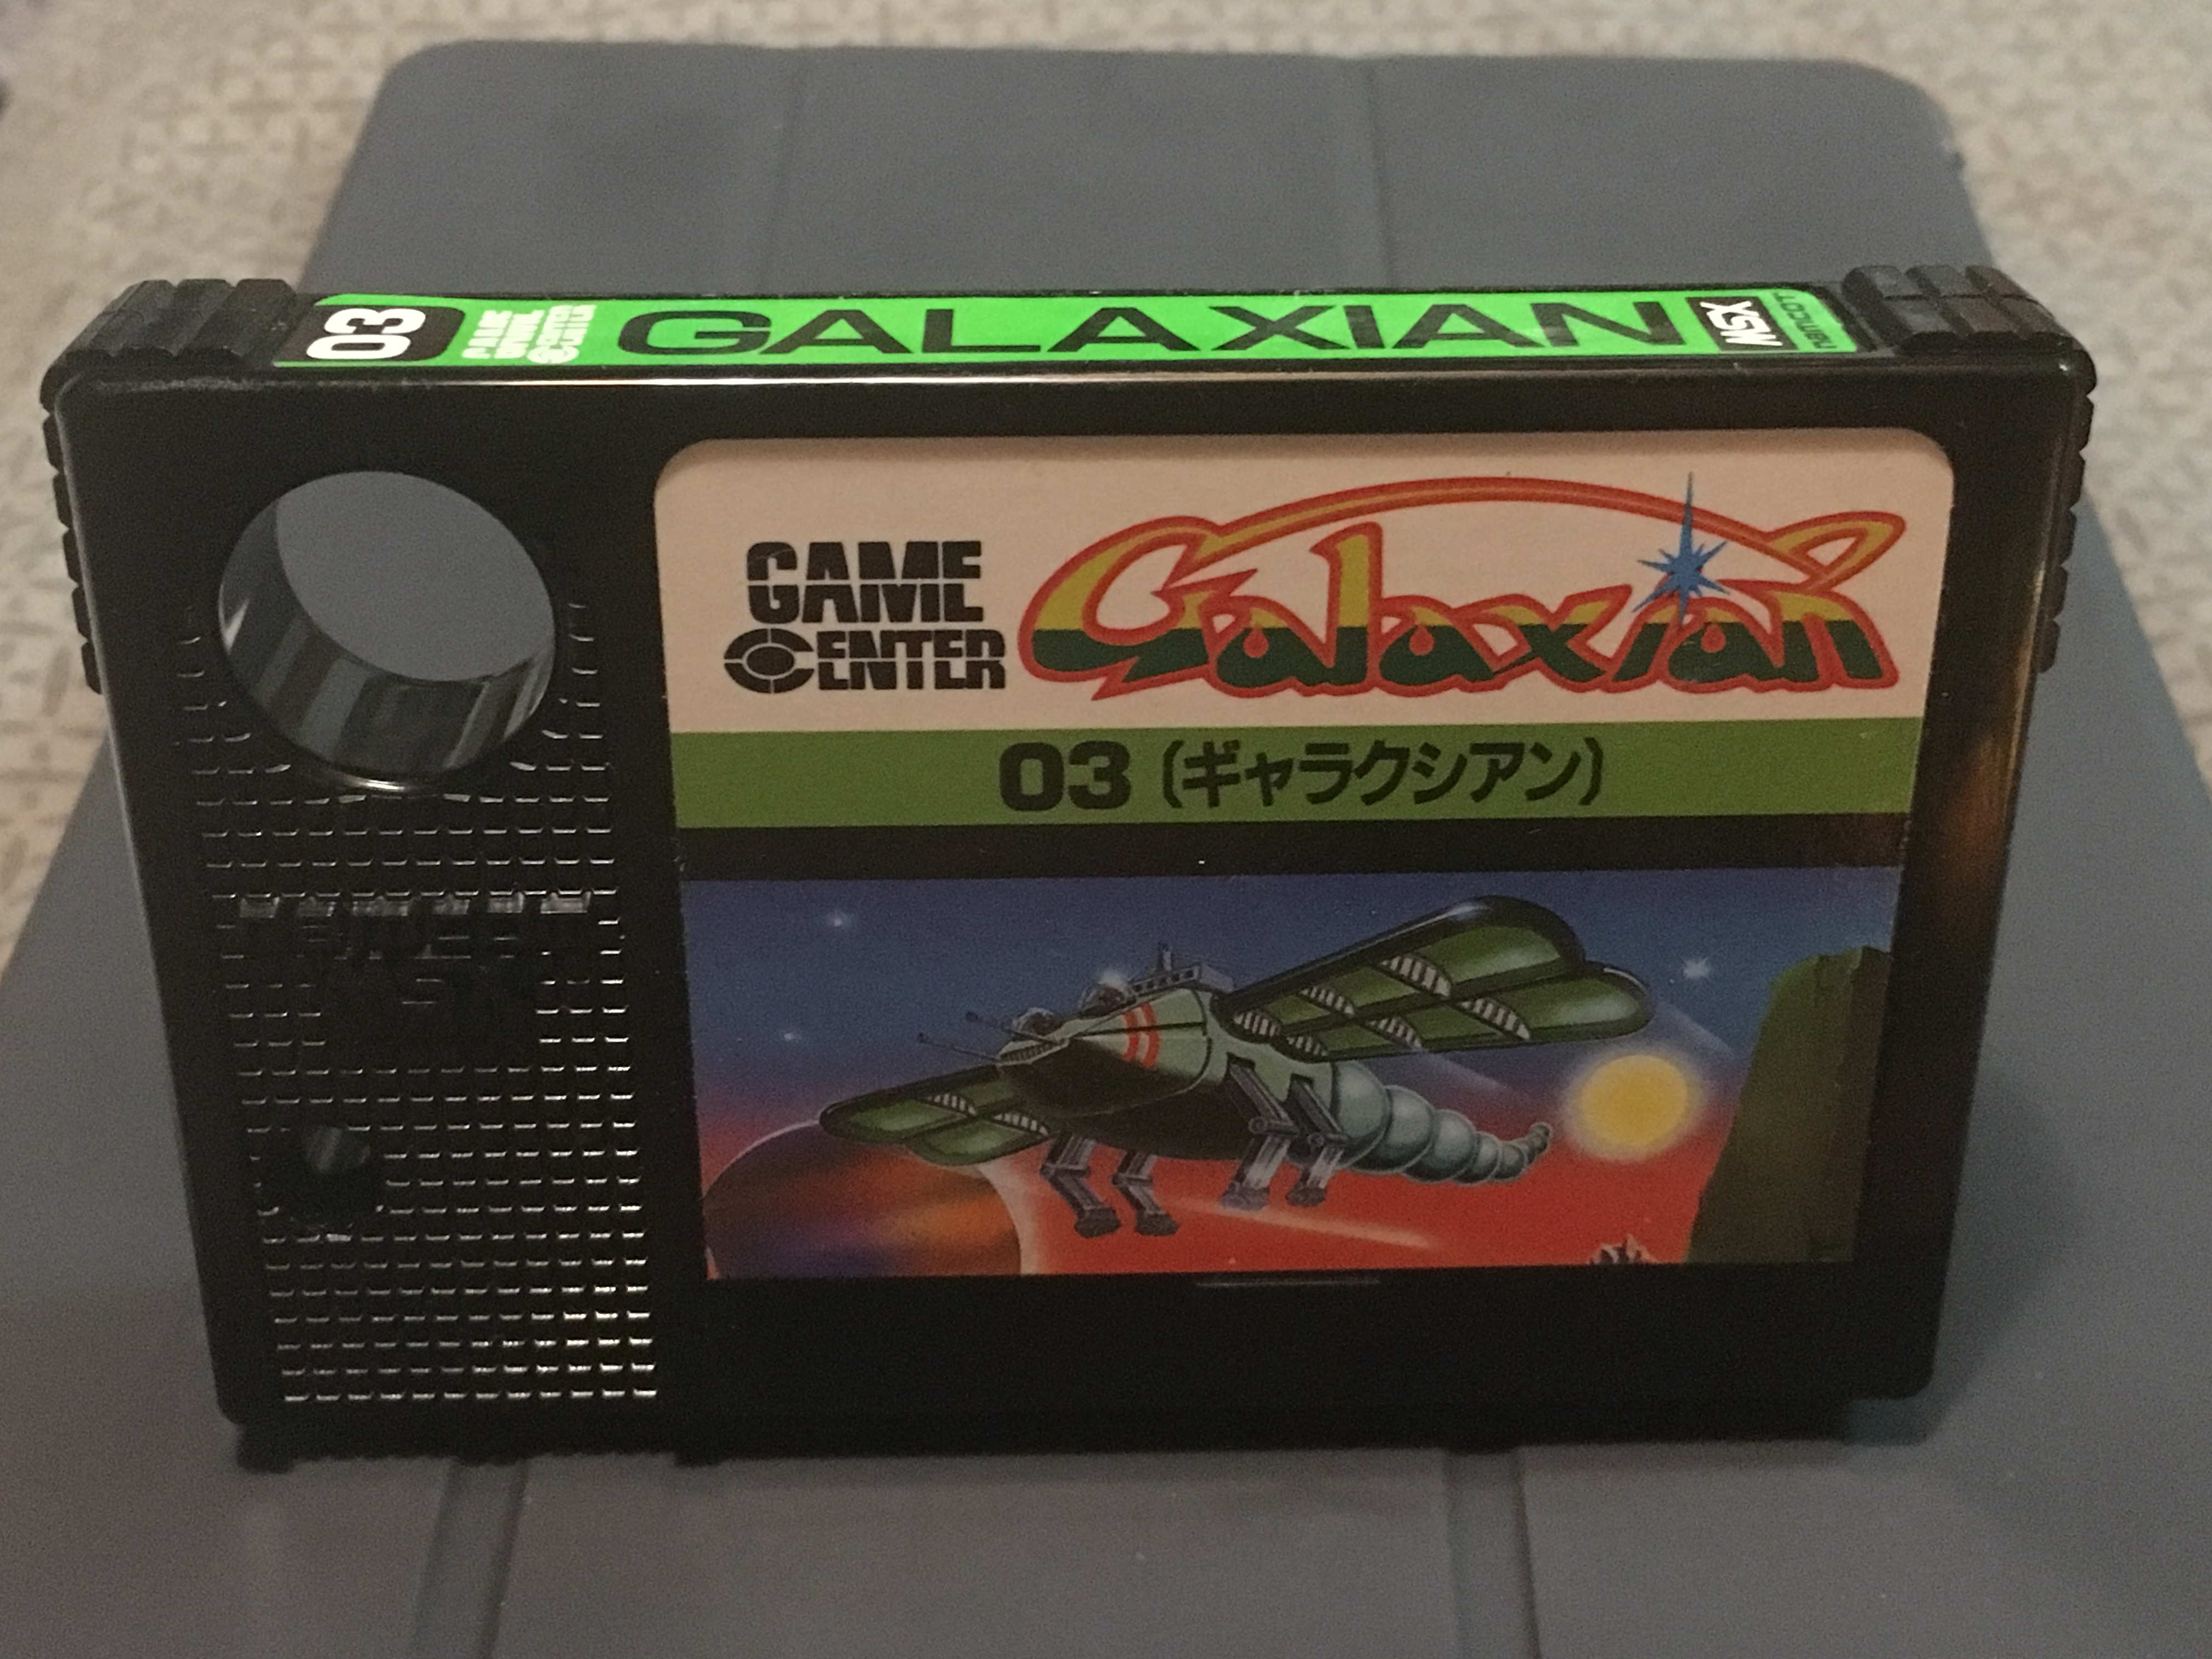 03
GAME
CENTER
GALAXIAN
MSX
namcot
GAME
CENTER
Galaxian
03 (ギャラクシアン)